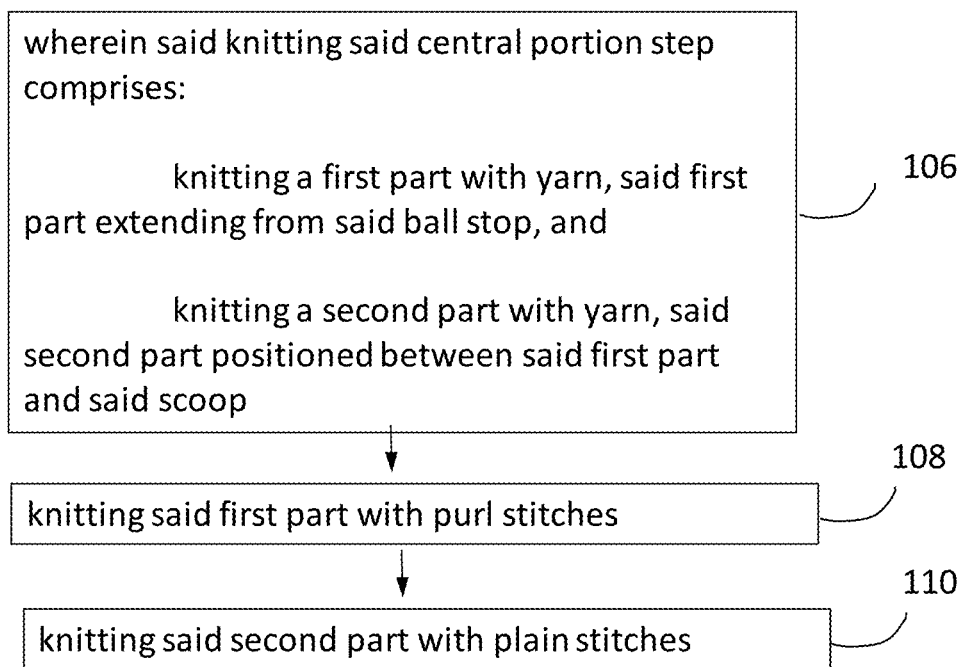 wherein said knitting said central portion step
comprises:
knitting a first part with yarn, said first
part extending from said ball stop, and
knitting a second part with yarn, said
second part positioned between said first part
and said scoop
106
knitting said first part with purl stitches
108
knitting said second part with plain stitches
110